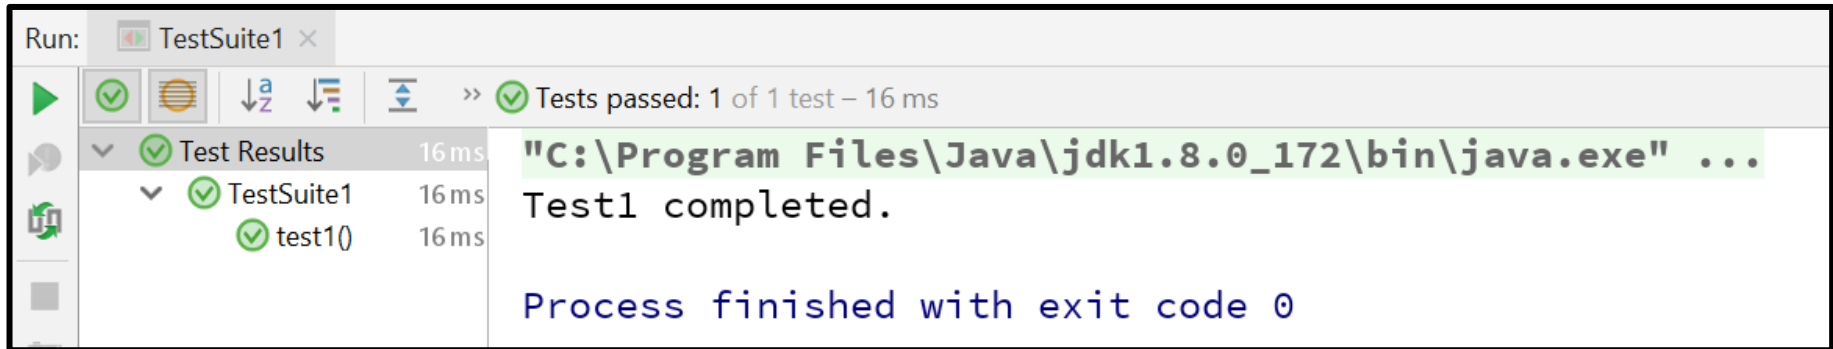 Run: TestSuite1
Tests passed: 1 of 1 test – 16 ms
Test Results 16 ms
TestSuite1 16 ms
test1() 16 ms
"C:\Program Files\Java\jdk1.8.0_172\bin\java.exe" ...
Test1 completed.
Process finished with exit code 0